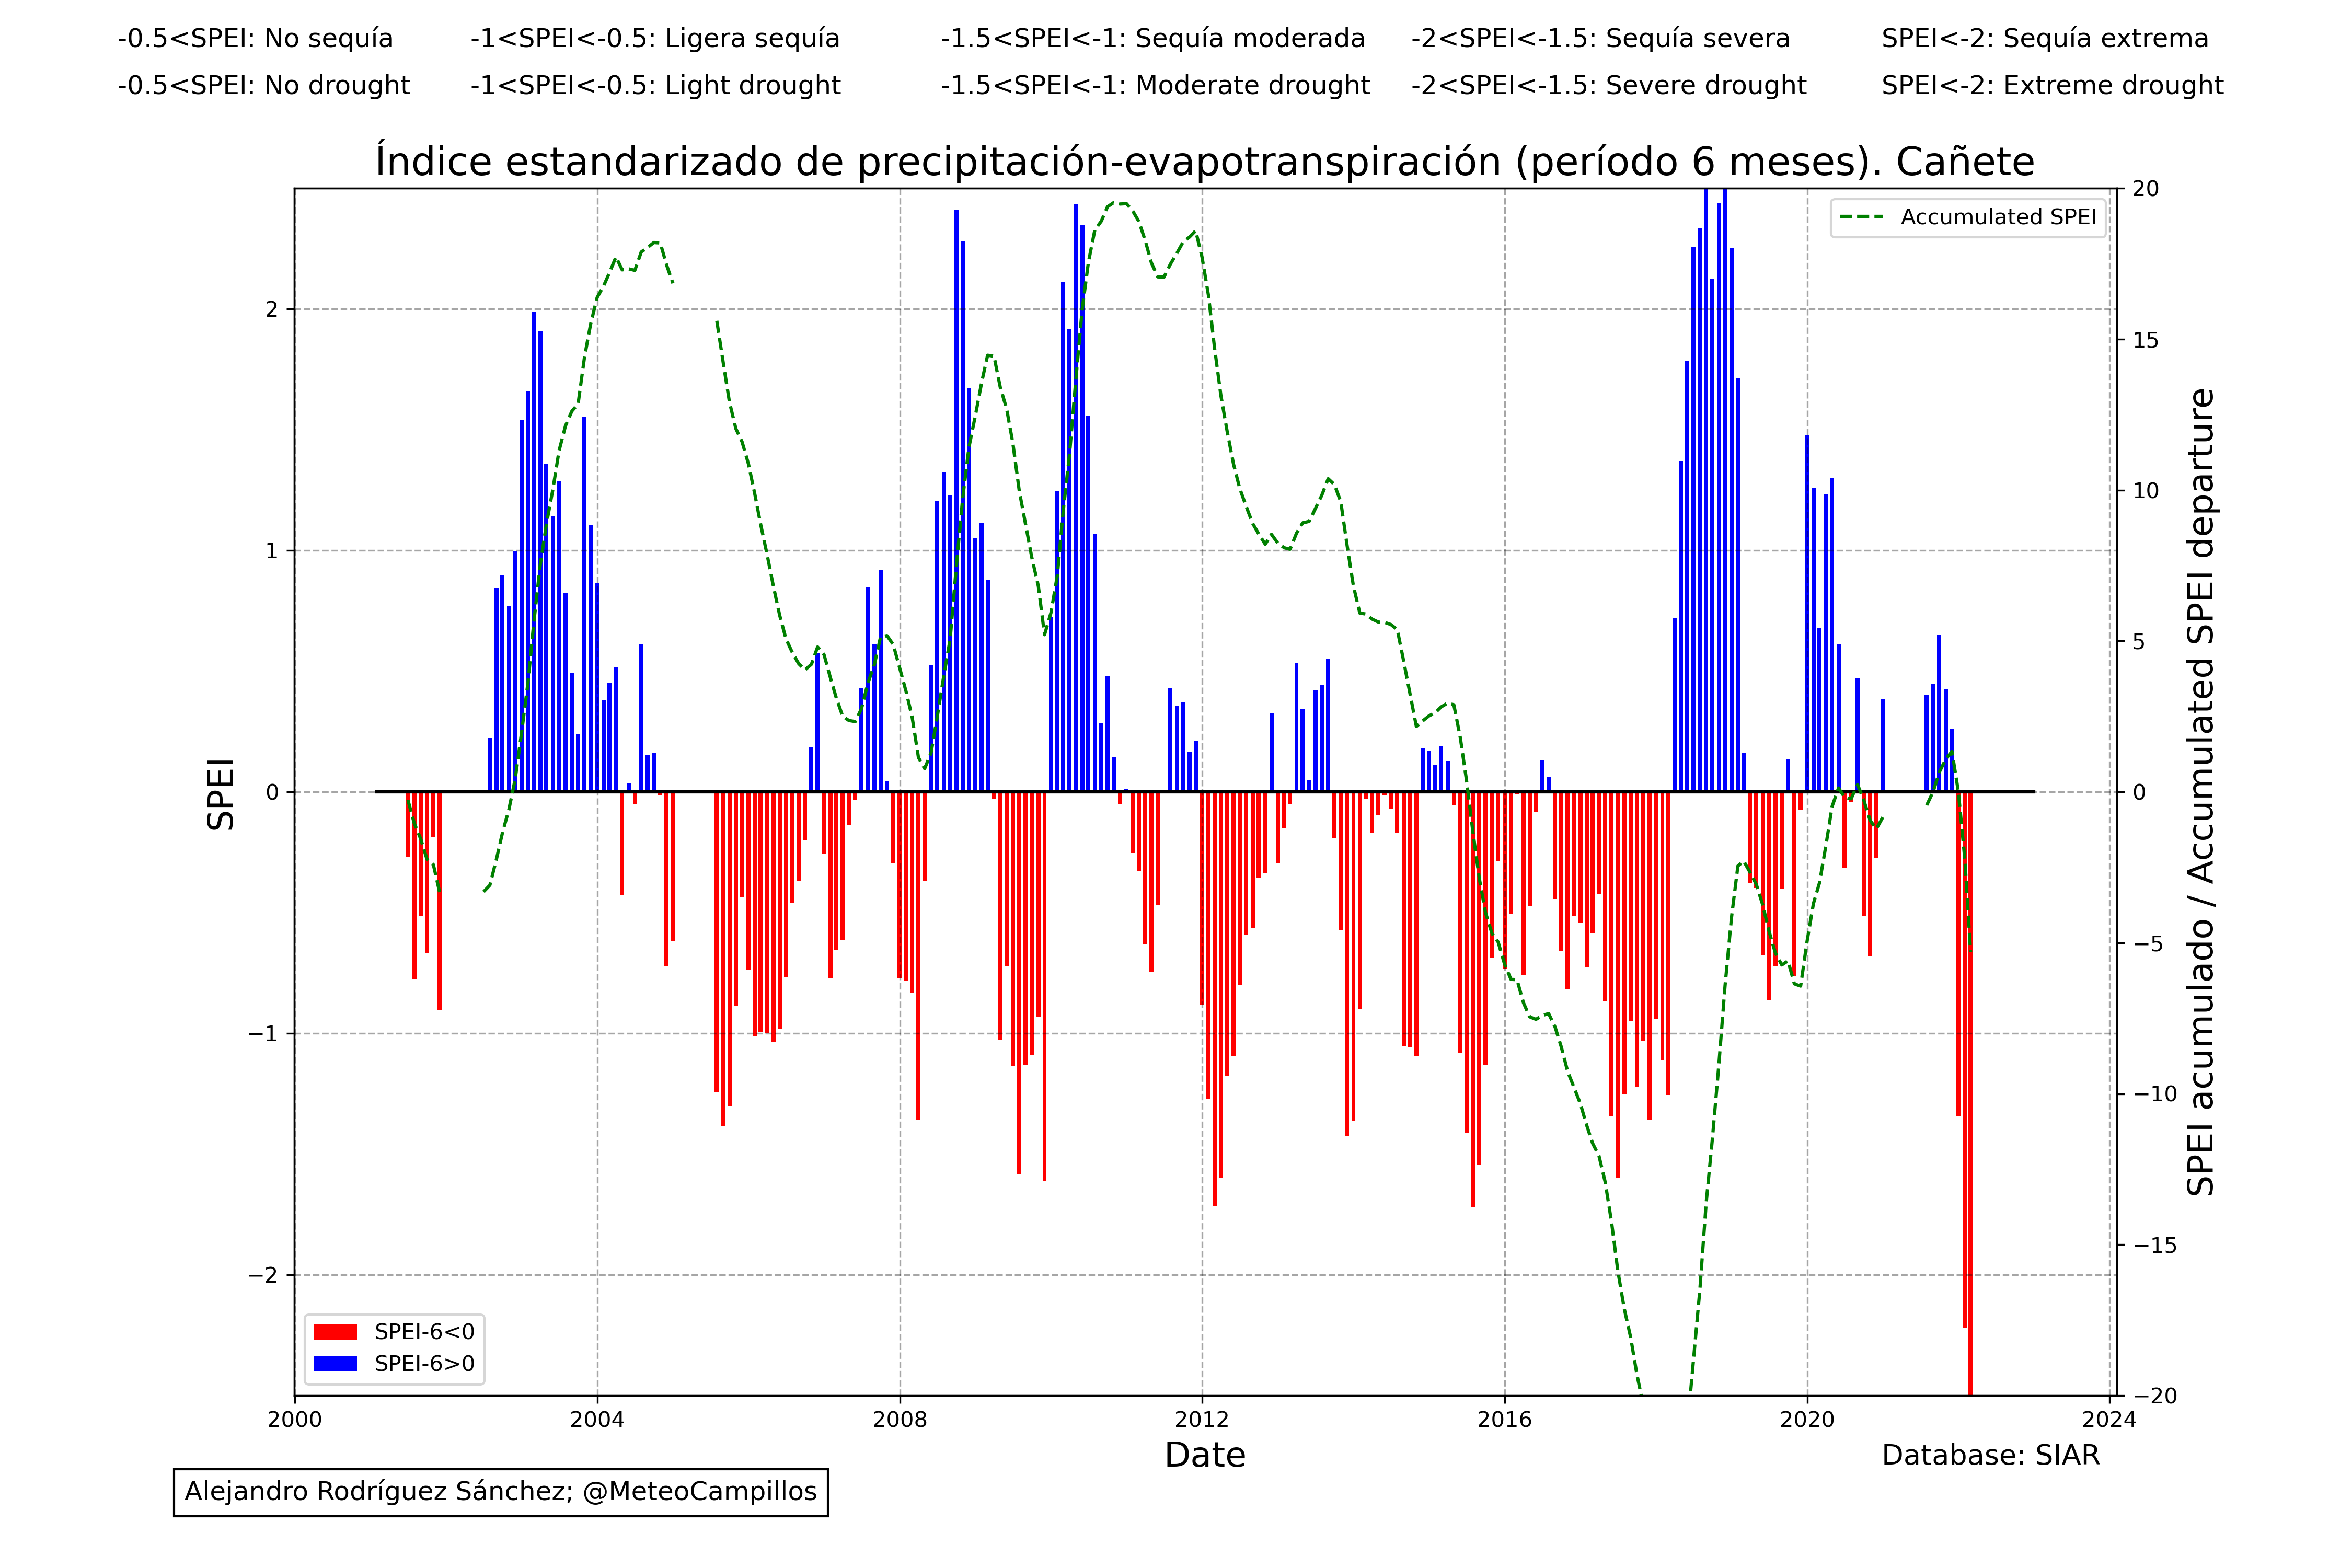 -0.5<SPEI: No sequía -1<SPEI<-0.5: Ligera sequía -1.5<SPEI<-1: Sequía moderada -2<SPEI<-1.5: Sequía severa SPEI<-2: Sequía extrema
-0.5<SPEI: No drought -1<SPEI<-0.5: Light drought -1.5<SPEI<-1: Moderate drought -2<SPEI<-1.5: Severe drought SPEI<-2: Extreme drought
Índice estandarizado de precipitación-evapotranspiración (período 6 meses). Cañete
Accumulated SPEI
SPEI
2
1
0
−1
−2
20
15
10
5
0
−5
−10
−15
−20
SPEI acumulado / Accumulated SPEI departure
SPEI-6<0
SPEI-6>0
2000 2004 2008 2012 2016 2020 2024
Date
Database: SIAR
Alejandro Rodríguez Sánchez; @MeteoCampillos